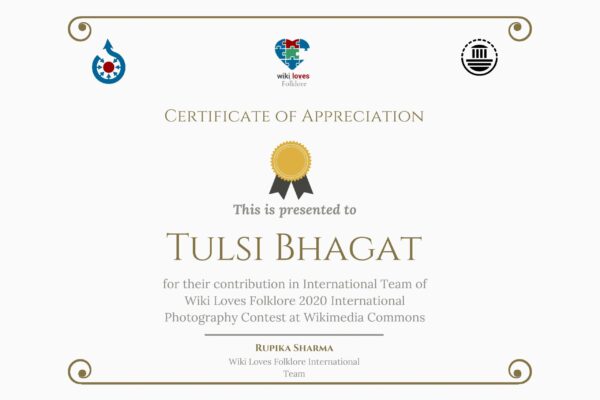 wiki loves
Folklore
Certificate of Appreciation
This is presented to
Tulsi Bhagat
for their contribution in International Team of
Wiki Loves Folklore 2020 International
Photography Contest at Wikimedia Commons
Rupika Sharma
Wiki Loves Folklore International
Team